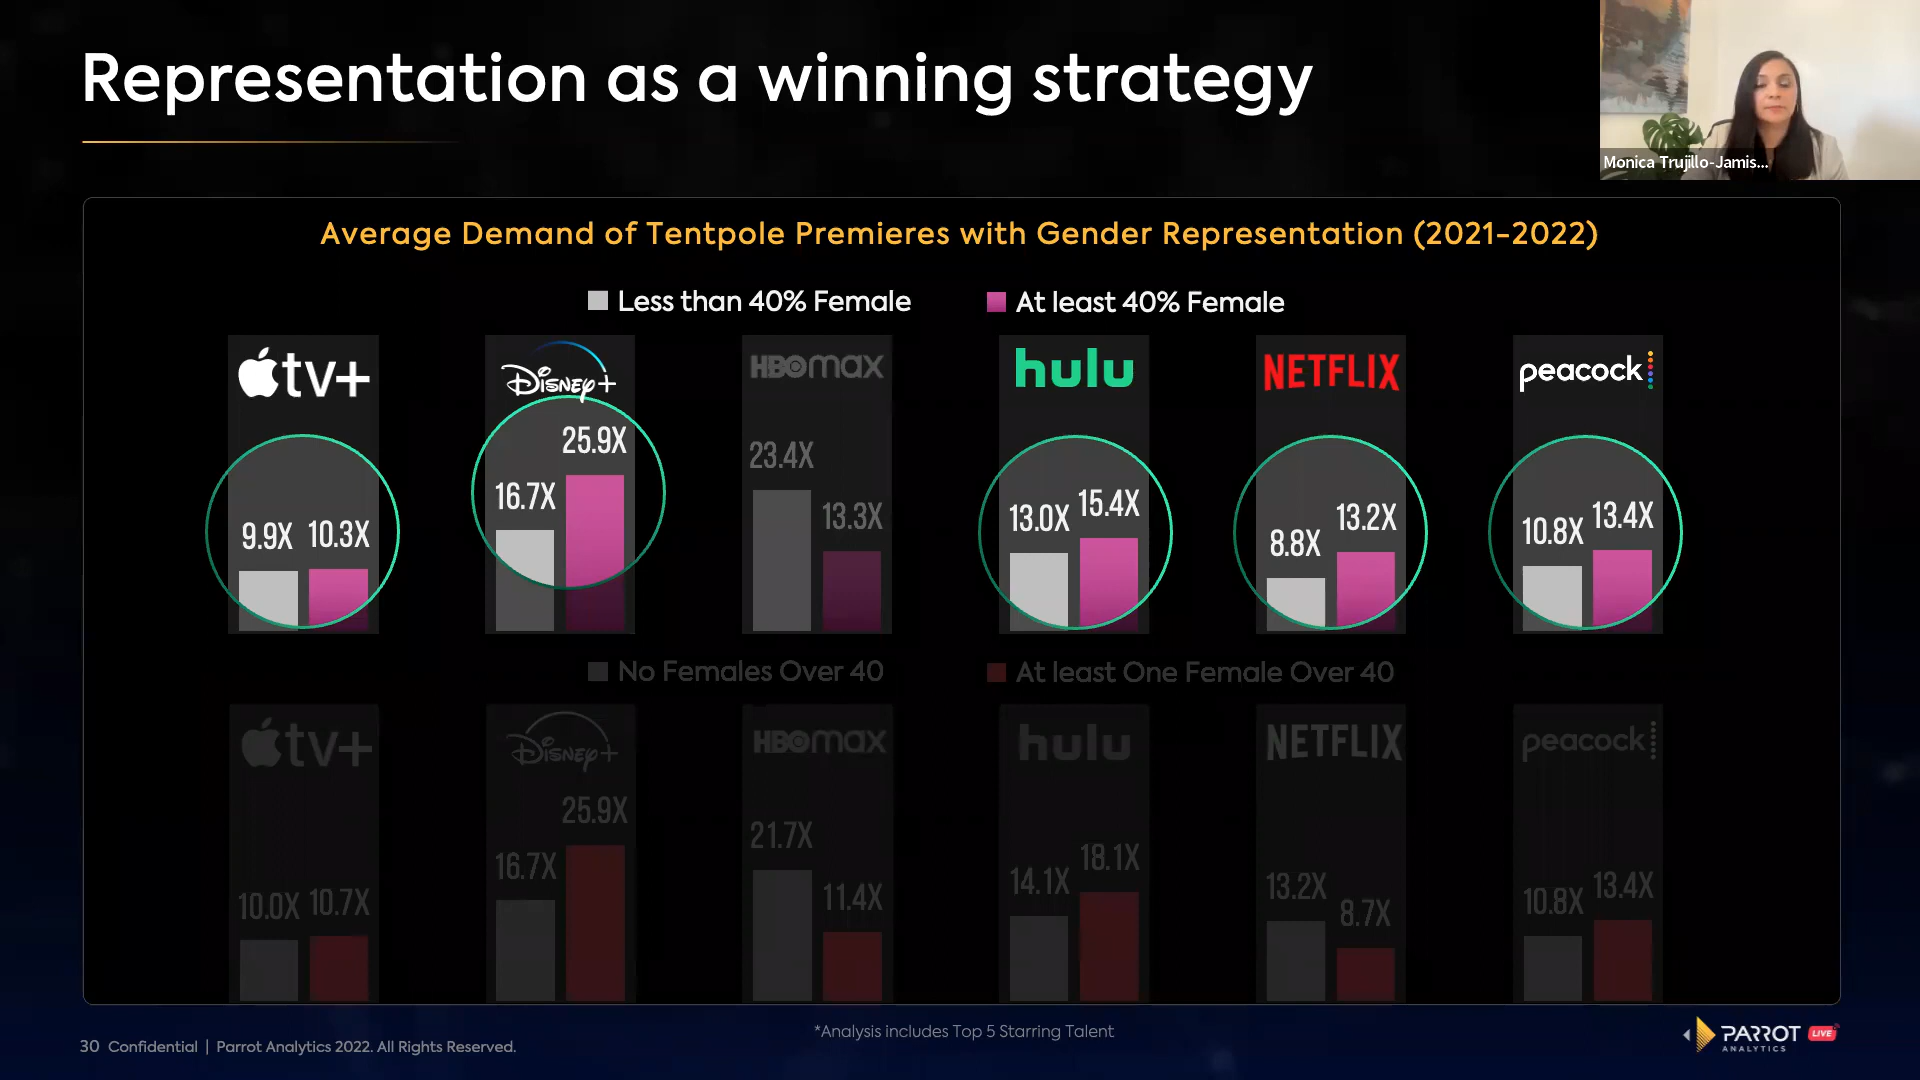 Representation as a winning strategy
Monica Trujillo-Jamis...
Average Demand of Tentpole Premieres with Gender Representation (2021-2022)
Less than 40% Female
At least 40% Female
tv+
Disney+
HBOmax
hulu
NETFLIX
peacock
9.9X 10.3X
16.7X 25.9X
23.4X 13.3X
13.0X 15.4X
8.8X 13.2X
10.8X 13.4X
No Females Over 40
At least One Female Over 40
tv+
Disney+
HBOmax
hulu
NETFLIX
peacock
10.0X 10.7X
16.7X 25.9X
21.7X 11.4X
14.1X 18.1X
13.2X 8.7X
10.8X 13.4X
*Analysis includes Top 5 Starring Talent
30 Confidential | Parrot Analytics 2022. All Rights Reserved.
PARROT LIVE
ANALYTICS